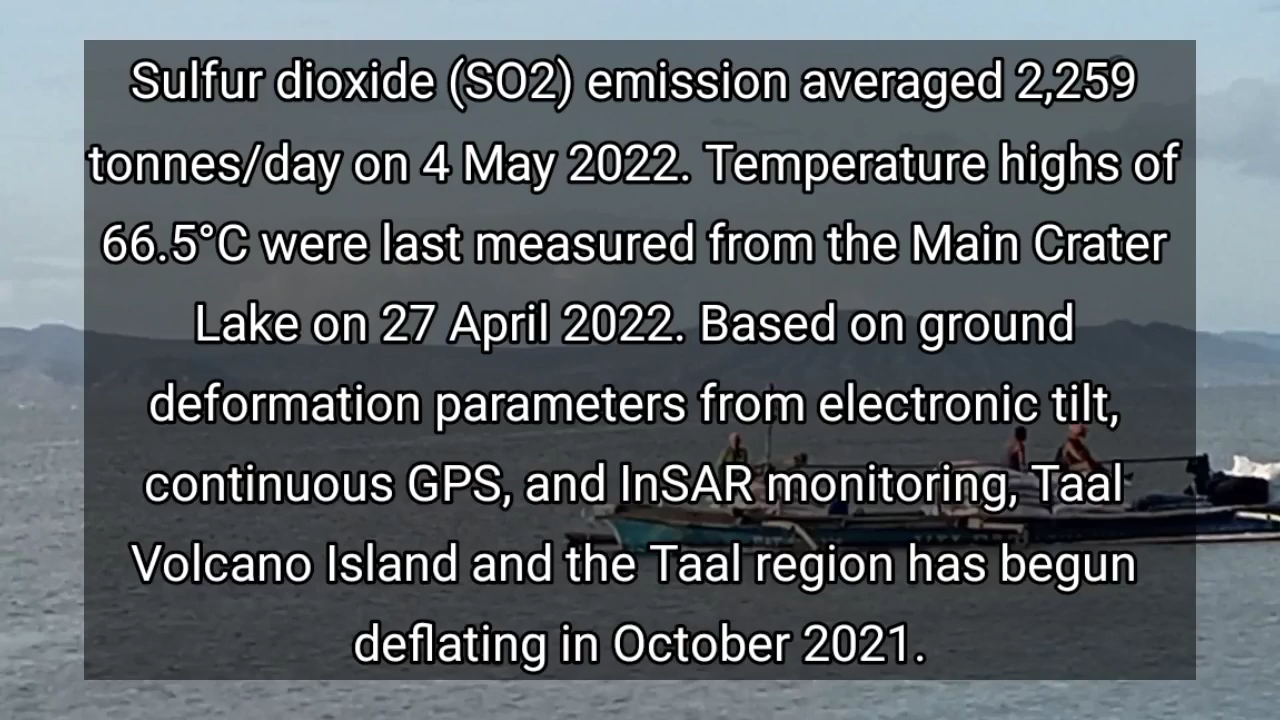 Sulfur dioxide (SO2) emission averaged 2,259
tonnes/day on 4 May 2022. Temperature highs of
66.5°C were last measured from the Main Crater
Lake on 27 April 2022. Based on ground
deformation parameters from electronic tilt,
continuous GPS, and InSAR monitoring, Taal
Volcano Island and the Taal region has begun
deflating in October 2021.